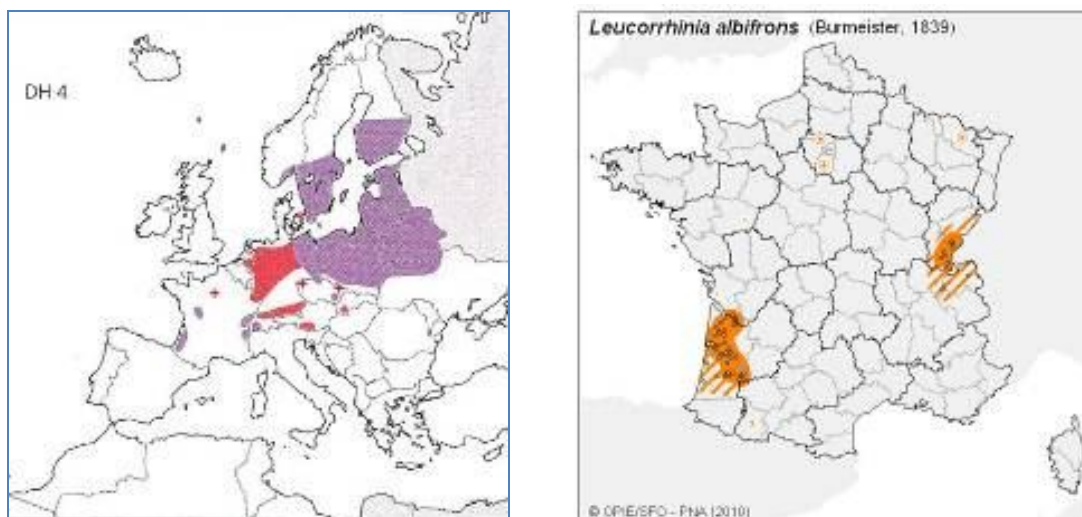 DH 4
Leucorrhinia albifrons (Burmeister, 1839)
© OPIE/SFO - PNA (2010)